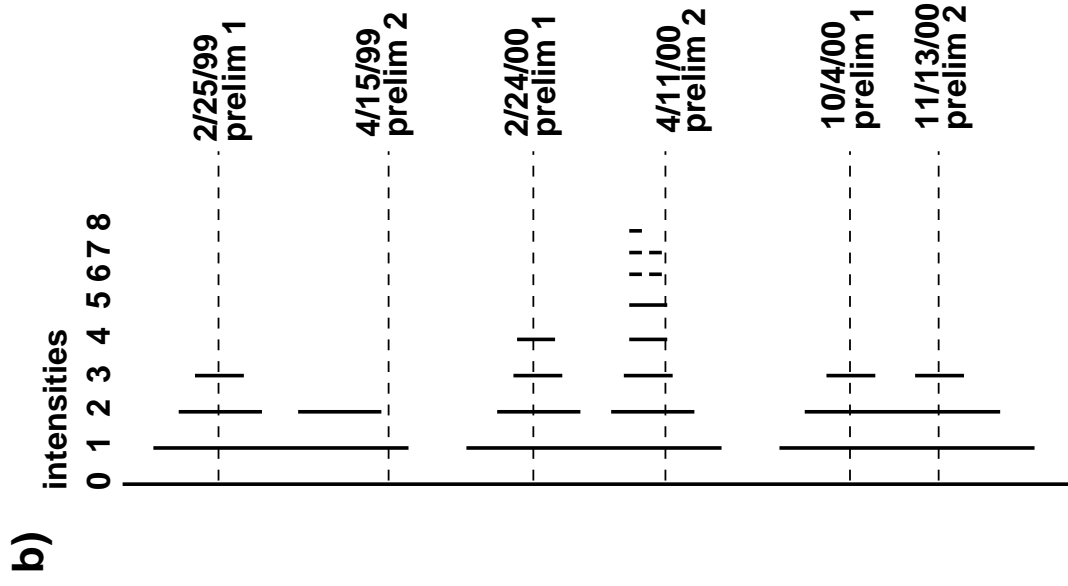 b)
intensities
0 1 2 3 4 5 6 7 8
2/25/99
prelim 1
4/15/99
prelim 2
2/24/00
prelim 1
4/11/00
prelim 2
10/4/00
prelim 1
11/13/00
prelim 2